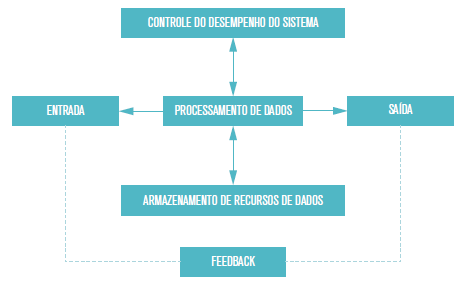 CONTROLE DO DESEMPENHO DO SISTEMA
ENTRADA
PROCESSAMENTO DE DADOS
SAÍDA
ARMAZENAMENTO DE RECURSOS DE DADOS
FEEDBACK